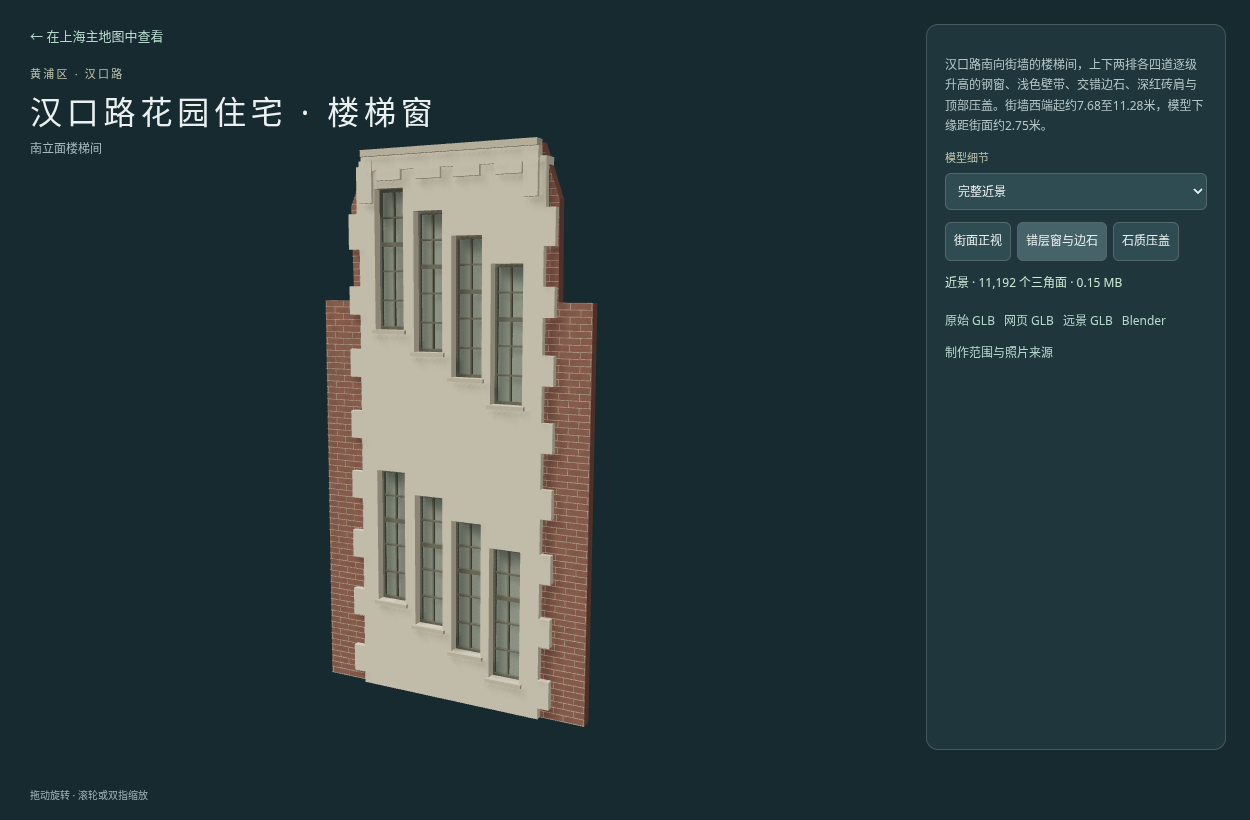 ← 在上海主地图中查看
黄浦区 · 汉口路
汉口路花园住宅 · 楼梯窗
南立面楼梯间
汉口路南向街墙的楼梯间，上下两排各四道逐级
升高的钢窗、浅色壁带、交错边石、深红砖肩与
顶部压盖。街墙西端起约7.68至11.28米，模型下
缘距街面约2.75米。
模型细节
完整近景
街面正视 错层窗与边石 石质压盖
近景 · 11,192 个三角面 · 0.15 MB
原始 GLB 网页 GLB 远景 GLB Blender
制作范围与照片来源
拖动旋转 · 滚轮或双指缩放